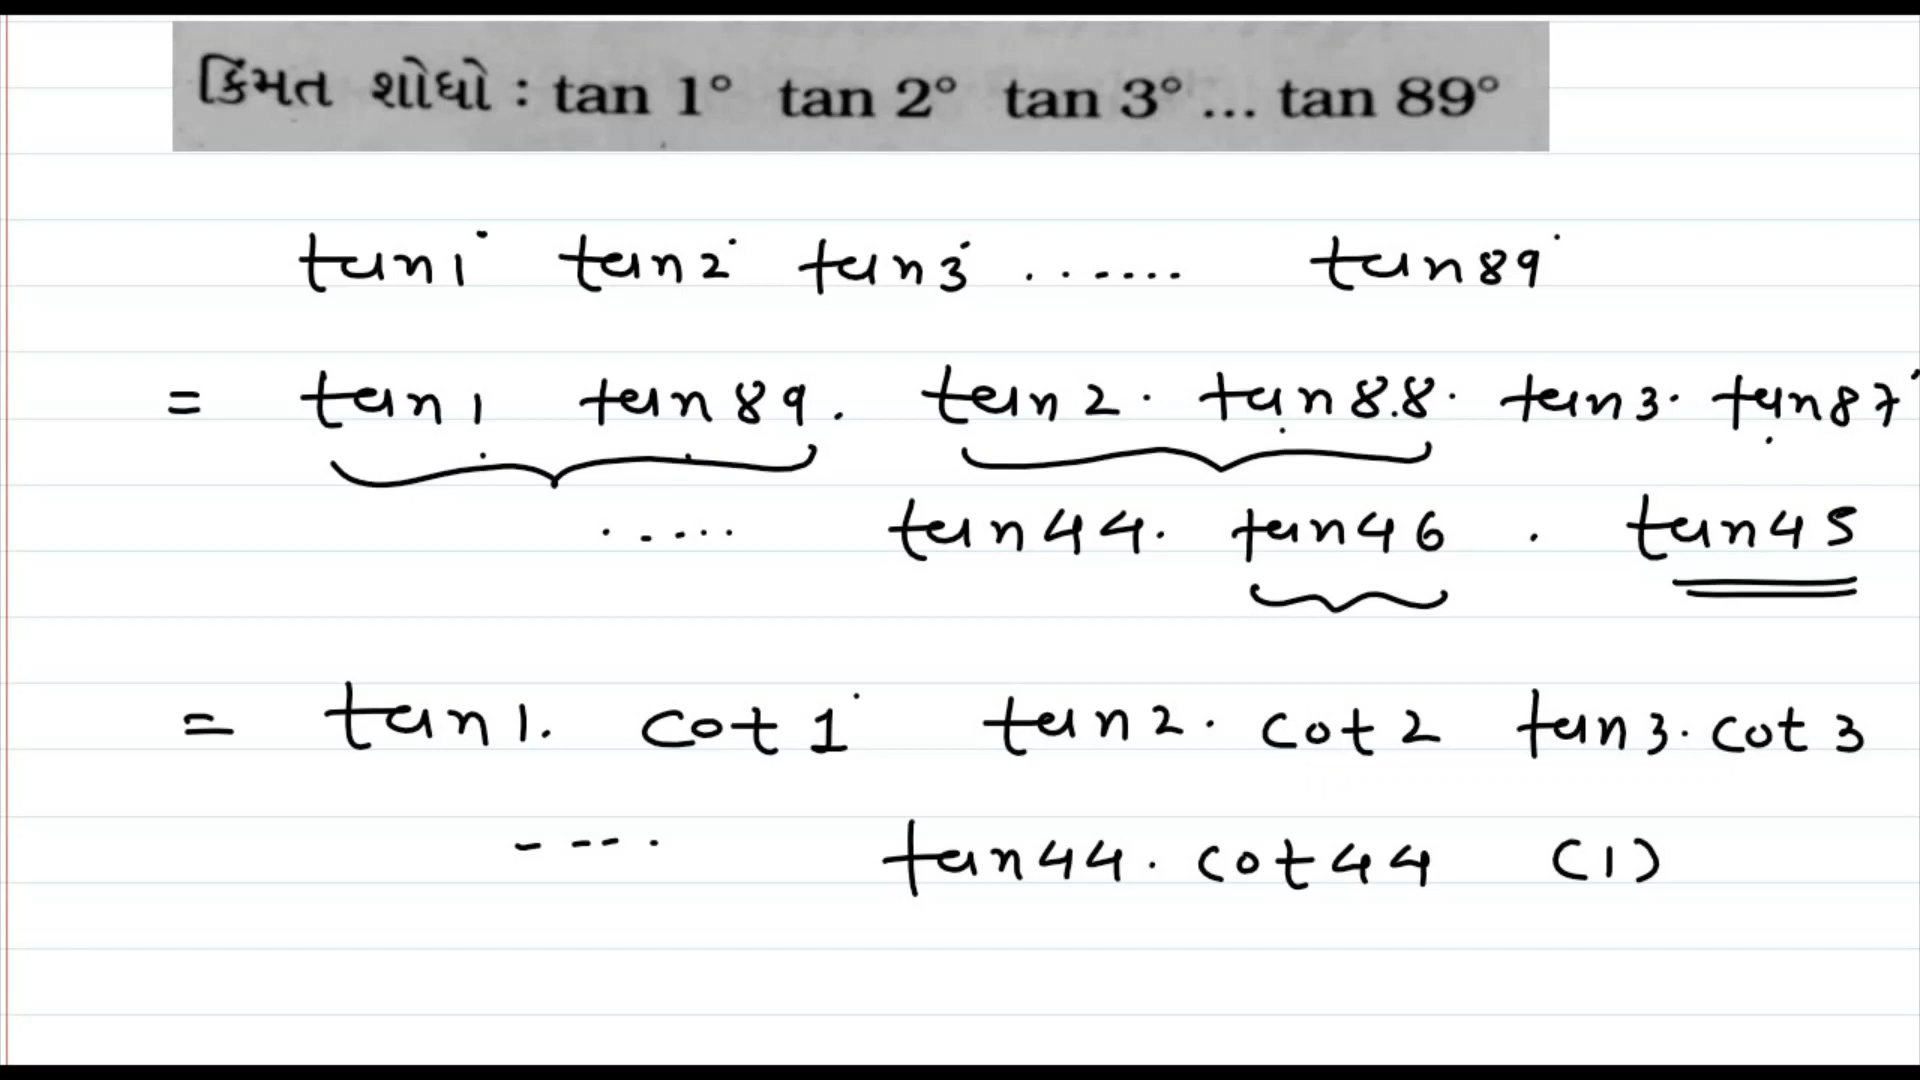 કિંમત શોધો : tan 1° tan 2° tan 3° ... tan 89°
tan1° tan2° tan3° ....... tan89°
= tan1 tan89. tan2. tan88. tan3. tan87°
..... tan44. tan46 . tan45
= tan1. cot1° tan2. cot2 tan3. cot3
---. tan44. cot44 (1)